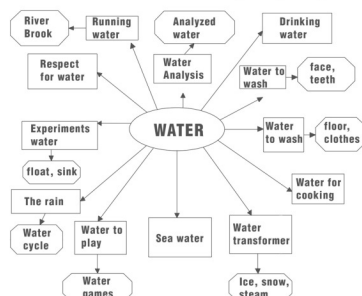 River
Brook
Running
water
Analyzed
water
Drinking
water
Respect
for water
Water
Analysis
Water to
wash
face,
teeth
Experiments
water
WATER
Water
to wash
floor,
clothes
float, sink
Water for
cooking
The rain
Water to
play
Sea water
Water
transformer
Water
cycle
Water
games
Ice, snow,
steam